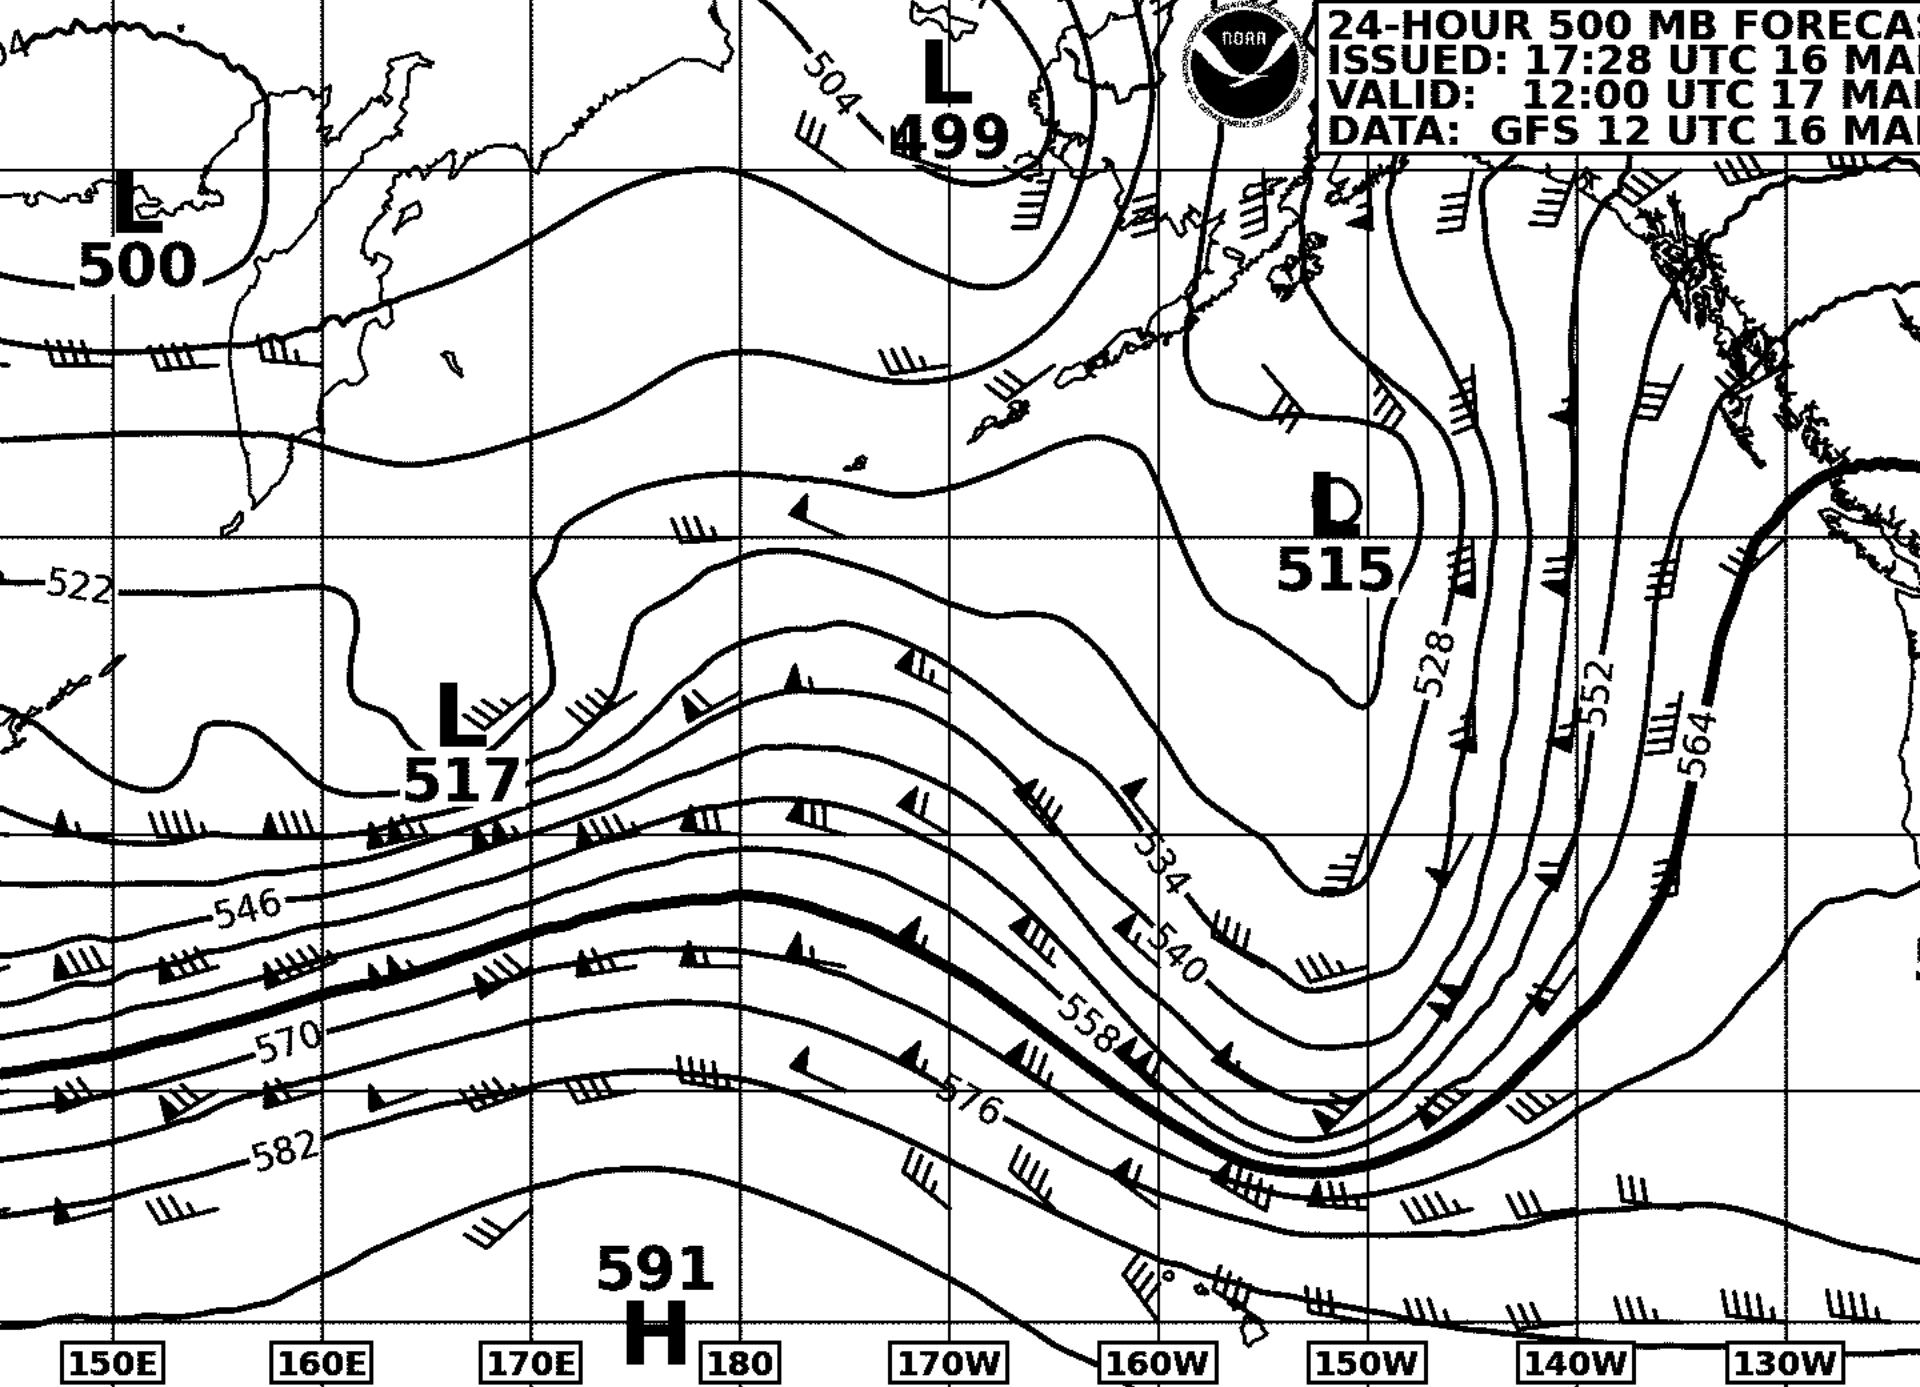 24-HOUR 500 MB FORECAS
ISSUED: 17:28 UTC 16 MA
VALID: 12:00 UTC 17 MA
DATA: GFS 12 UTC 16 MA
NOAA
504
L
499
L
500
L
515
522
528
552
564
L
517
534
546
540
558
570
576
582
591
H
150E 160E 170E 180 170W 160W 150W 140W 130W